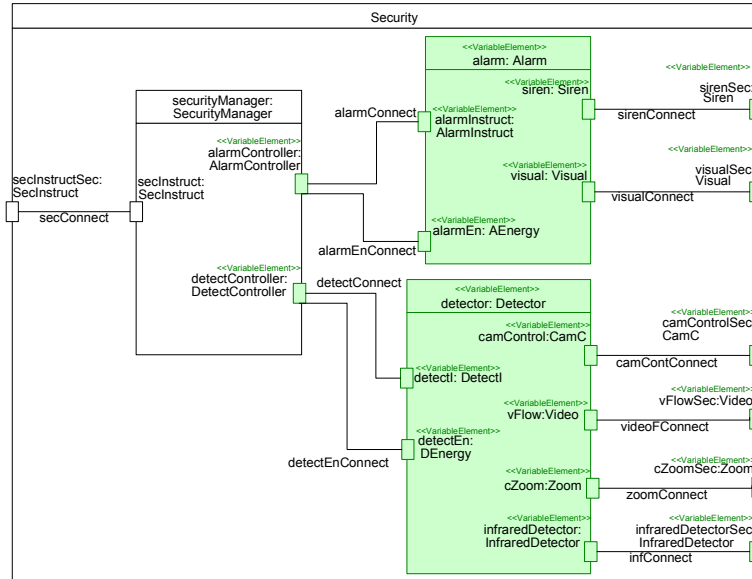 Security
<<VariableElement>>
alarm: Alarm
siren: Siren
<<VariableElement>>
sirenSec:
Siren
sirenConnect
securityManager:
SecurityManager
alarmConnect
<<VariableElement>>
alarmInstruct:
AlarmInstruct
<<VariableElement>>
alarmController:
AlarmController
<<VariableElement>>
visual: Visual
<<VariableElement>>
visualSec:
Visual
visualConnect
secInstructSec:
SecInstruct
secInstruct:
SecInstruct
secConnect
<<VariableElement>>
alarmEn: AEnergy
alarmEnConnect
<<VariableElement>>
detectController:
DetectController
detectConnect
<<VariableElement>>
detector: Detector
<<VariableElement>>
camControl:CamC
<<VariableElement>>
camControlSec
CamC
camContConnect
<<VariableElement>>
detectI: DetectI
<<VariableElement>>
vFlow:Video
<<VariableElement>>
vFlowSec:Video
videoFConnect
<<VariableElement>>
detectEn:
DEnergy
detectEnConnect
<<VariableElement>>
cZoom:Zoom
<<VariableElement>>
cZoomSec:Zoom
zoomConnect
<<VariableElement>>
infraredDetector:
InfraredDetector
<<VariableElement>>
infraredDetectorSec
InfraredDetector
infConnect